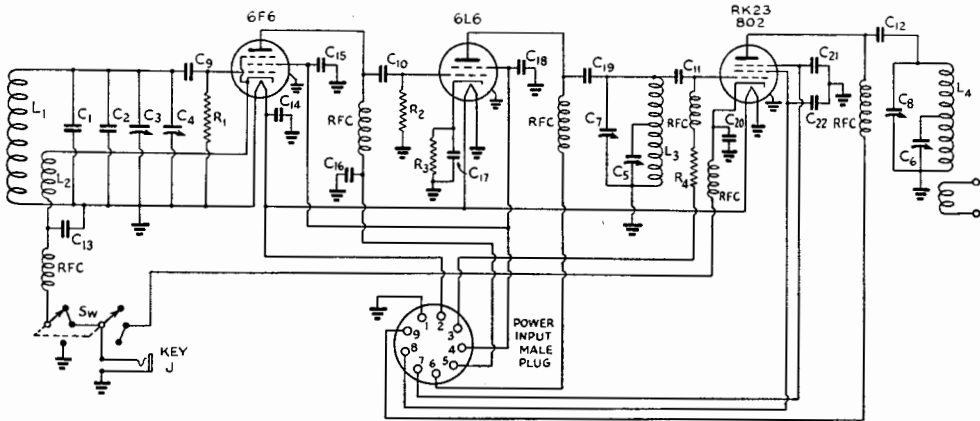 6F6
6L6
RK23
802
C9
C15
C10
C18
C19
C11
C21
C12
L1
C1
C2
C3
C4
R1
C14
RFC
R2
RFC
C7
L3
RFC
C20
C22
RFC
C8
L4
L2
C16
R3
C17
C5
R4
RFC
C6
C13
RFC
Sw
KEY
J
1
2
3
4
5
6
7
8
9
POWER
INPUT
MALE
PLUG